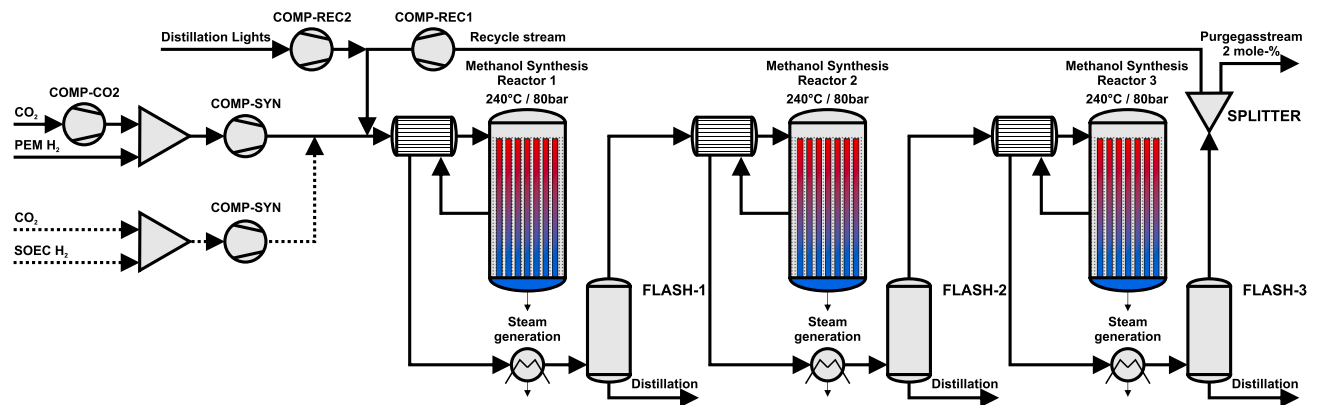 COMP-REC2
COMP-REC1
Distillation Lights
Recycle stream
Purgegasstream
2 mole-%
Methanol Synthesis
Reactor 1
240°C / 80bar
Methanol Synthesis
Reactor 2
240°C / 80bar
Methanol Synthesis
Reactor 3
240°C / 80bar
COMP-CO2
CO₂
COMP-SYN
SPLITTER
PEM H₂
COMP-SYN
CO₂
SOEC H₂
FLASH-1
FLASH-2
FLASH-3
Steam
generation
Steam
generation
Steam
generation
Distillation
Distillation
Distillation